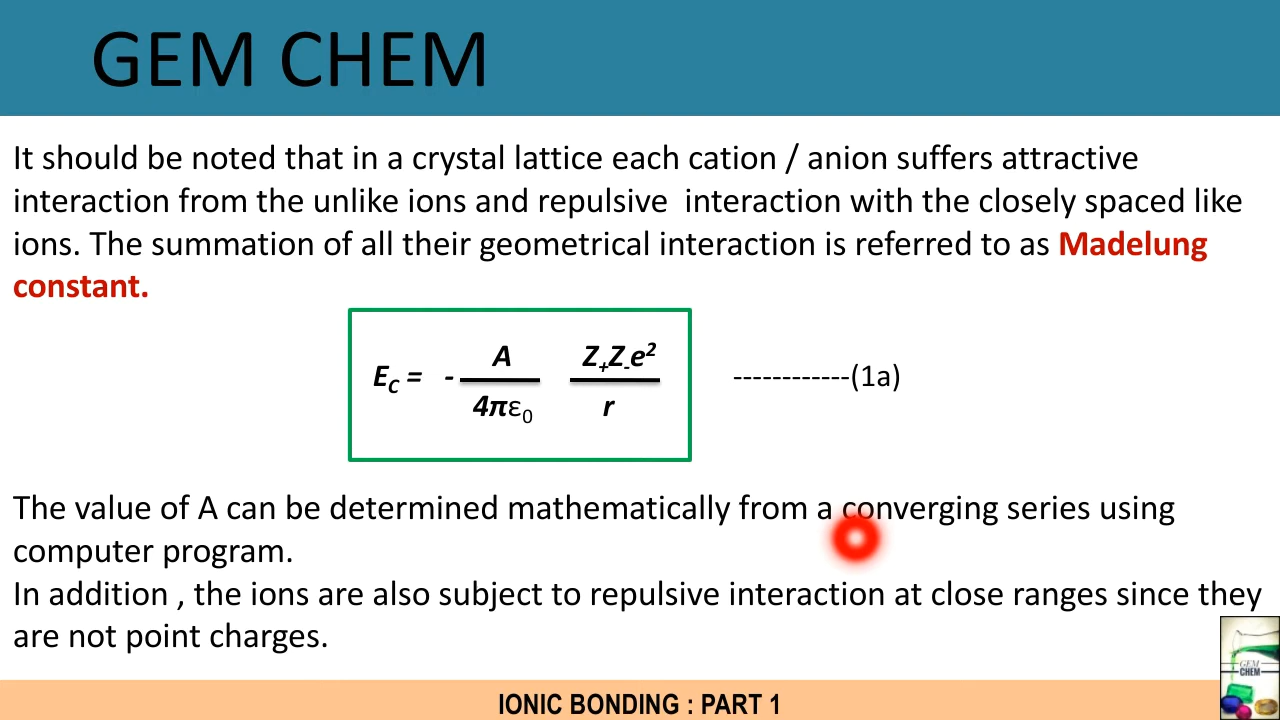 GEM CHEM
It should be noted that in a crystal lattice each cation / anion suffers attractive
interaction from the unlike ions and repulsive  interaction with the closely spaced like
ions. The summation of all their geometrical interaction is referred to as Madelung
constant.
E_C = - A/4πε₀ Z₊Z₋e²/r ------------(1a)
The value of A can be determined mathematically from a converging series using
computer program.
In addition , the ions are also subject to repulsive interaction at close ranges since they
are not point charges.
GEM
CHEM
IONIC BONDING : PART 1